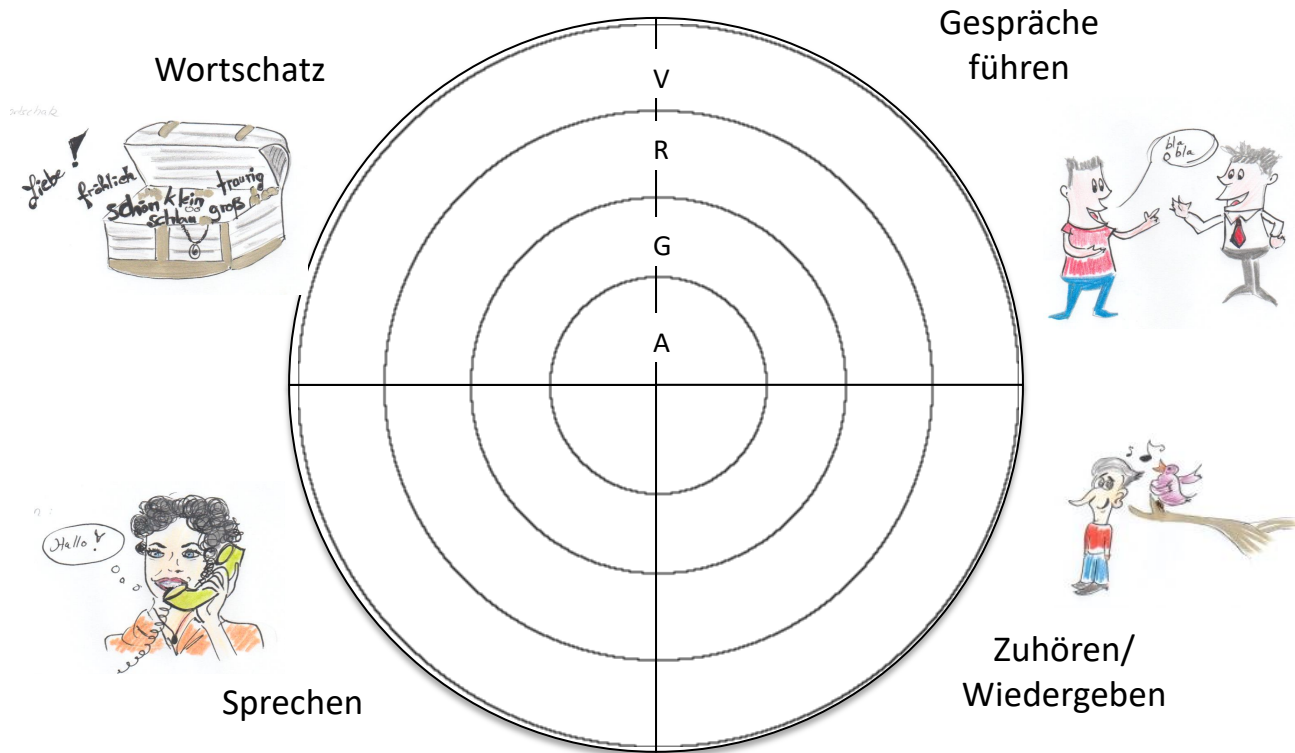 Wortschatz
Liebe!
fröhlich
schön
klein
traurig
schlau
groß
V
R
G
A
Gespräche
führen
bla
bla
Hallo!
Sprechen
Zuhören/
Wiedergeben